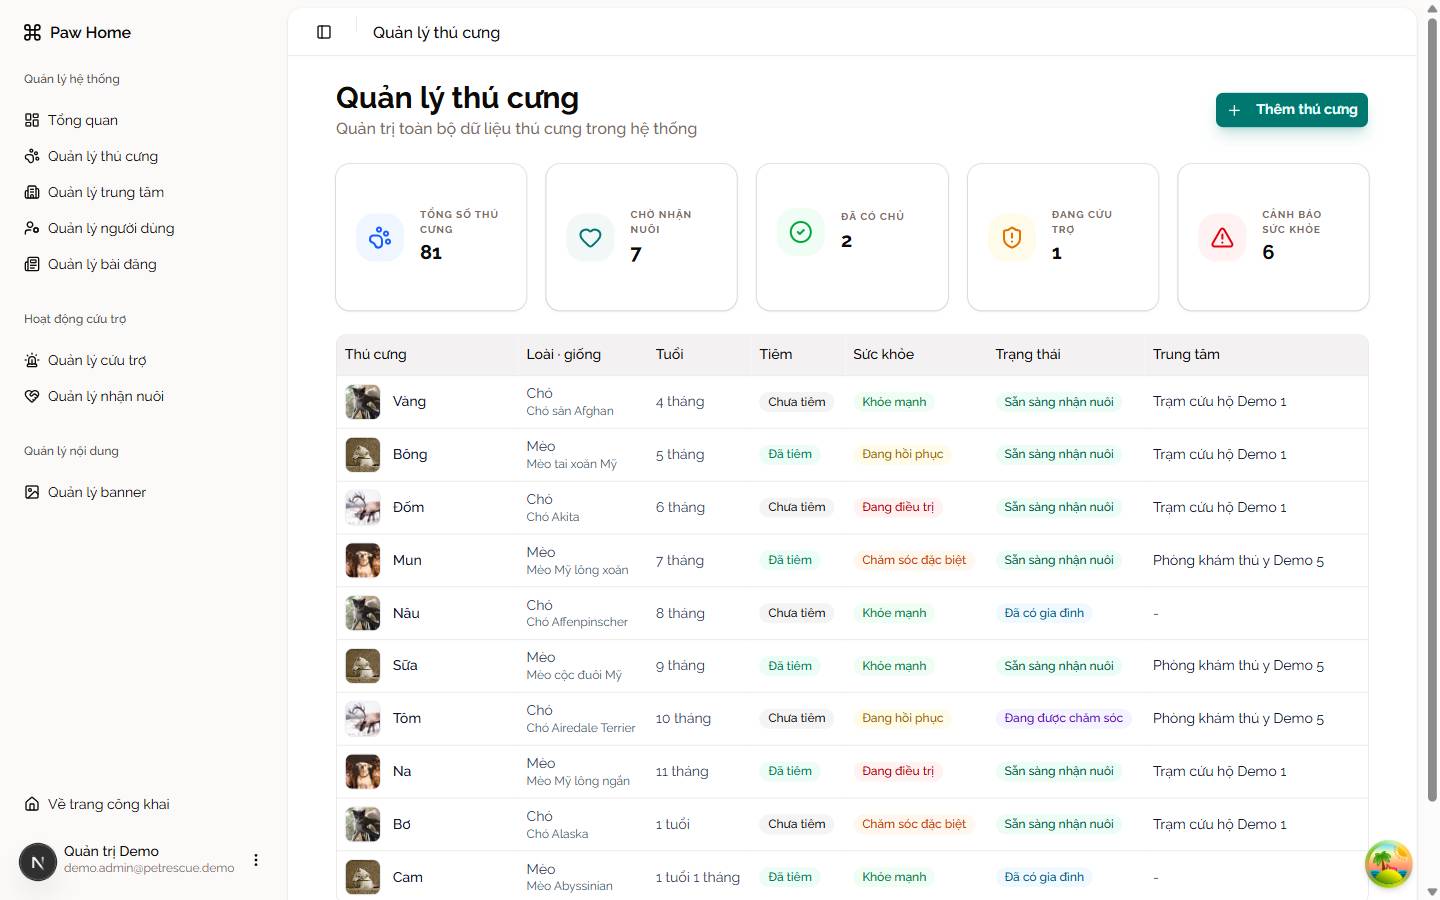 Paw Home
Quản lý hệ thống
Tổng quan
Quản lý thú cưng
Quản lý trung tâm
Quản lý người dùng
Quản lý bài đăng
Hoạt động cứu trợ
Quản lý cứu trợ
Quản lý nhận nuôi
Quản lý nội dung
Quản lý banner
Về trang công khai
N
Quản trị Demo
demo.admin@petrescue.demo
Quản lý thú cưng
Quản lý thú cưng
Quản trị toàn bộ dữ liệu thú cưng trong hệ thống
Thêm thú cưng
TỔNG SỐ THÚ
CƯNG
81
CHỜ NHẬN
NUÔI
7
ĐÃ CÓ CHỦ
2
ĐANG CỨU
TRỢ
1
CẢNH BÁO
SỨC KHỎE
6
Thú cưng Loài · giống Tuổi Tiêm Sức khỏe Trạng thái Trung tâm
Vàng Chó 4 tháng Chưa tiêm Khỏe mạnh Sẵn sàng nhận nuôi Trạm cứu hộ Demo 1
Chó săn Afghan
Bông Mèo 5 tháng Đã tiêm Đang hồi phục Sẵn sàng nhận nuôi Trạm cứu hộ Demo 1
Mèo tai xoắn Mỹ
Đốm Chó 6 tháng Chưa tiêm Đang điều trị Sẵn sàng nhận nuôi Trạm cứu hộ Demo 1
Chó Akita
Mun Mèo 7 tháng Đã tiêm Chăm sóc đặc biệt Sẵn sàng nhận nuôi Phòng khám thú y Demo 5
Mèo Mỹ lông xoắn
Nâu Chó 8 tháng Chưa tiêm Khỏe mạnh Đã có gia đình -
Chó Affenpinscher
Sữa Mèo 9 tháng Đã tiêm Khỏe mạnh Sẵn sàng nhận nuôi Phòng khám thú y Demo 5
Mèo cộc đuôi Mỹ
Tôm Chó 10 tháng Chưa tiêm Đang hồi phục Đang được chăm sóc Phòng khám thú y Demo 5
Chó Airedale Terrier
Na Mèo 11 tháng Đã tiêm Đang điều trị Sẵn sàng nhận nuôi Trạm cứu hộ Demo 1
Mèo Mỹ lông ngắn
Bơ Chó 1 tuổi Chưa tiêm Chăm sóc đặc biệt Sẵn sàng nhận nuôi Trạm cứu hộ Demo 1
Chó Alaska
Cam Mèo 1 tuổi 1 tháng Đã tiêm Khỏe mạnh Đã có gia đình -
Mèo Abyssinian